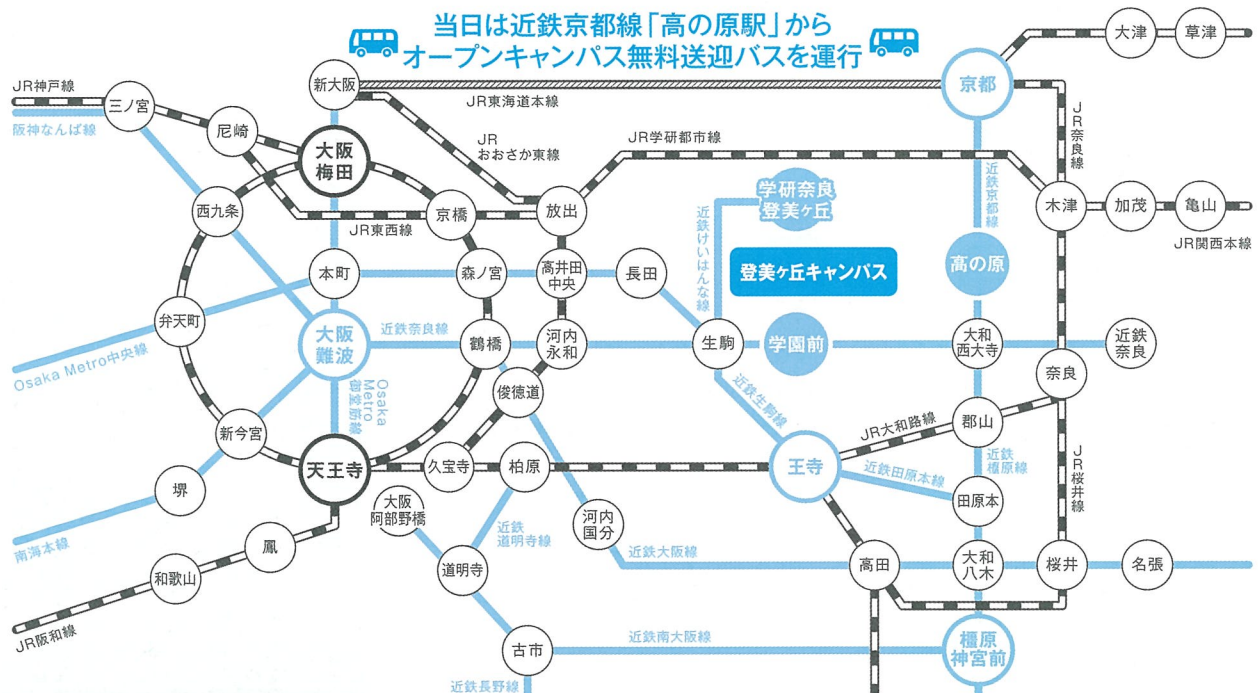 当日は近鉄京都線「高の原駅」から
オープンキャンパス無料送迎バスを運行
大津
草津
JR神戸線
新大阪
京都
三ノ宮
JR東海道本線
阪神なんば線
尼崎
JR
おおさか東線
JR学研都市線
JR奈良線
大阪
梅田
学研奈良
登美ヶ丘
近鉄京都線
西九条
京橋
放出
木津
加茂
亀山
JR東西線
JR関西本線
近鉄けいはんな線
登美ヶ丘キャンパス
高の原
本町
森ノ宮
高井田
中央
長田
弁天町
大阪
難波
近鉄奈良線
鶴橋
河内
永和
生駒
学園前
大和
西大寺
近鉄
奈良
Osaka Metro中央線
Osaka
Metro
御堂筋線
俊徳道
近鉄生駒線
奈良
新今宮
JR大和路線
郡山
天王寺
久宝寺
柏原
王寺
近鉄田原本線
近鉄
橿原線
JR桜井線
堺
大阪
阿部野橋
田原本
南海本線
近鉄
道明寺線
河内
国分
鳳
近鉄大阪線
和歌山
道明寺
高田
大和
八木
桜井
名張
JR阪和線
古市
近鉄南大阪線
橿原
神宮前
近鉄長野線